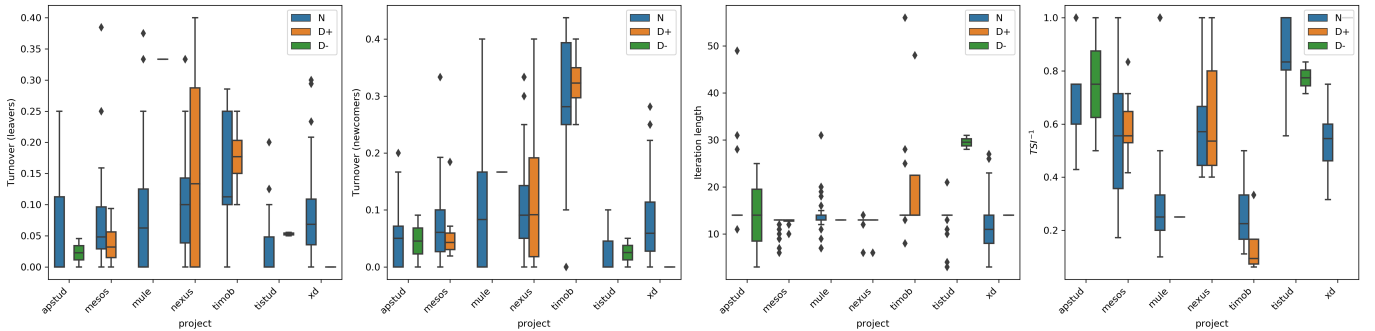 Turnover (leavers)
0.40
0.35
0.30
0.25
0.20
0.15
0.10
0.05
0.00
N
D+
D-
apstud
mesos
mule
nexus
timob
tistud
xd
project
Turnover (newcomers)
0.4
0.3
0.2
0.1
0.0
N
D+
D-
apstud
mesos
mule
nexus
timob
tistud
xd
project
Iteration length
50
40
30
20
10
N
D+
D-
apstud
mesos
mule
nexus
timob
tistud
xd
project
TSI⁻¹
1.0
0.8
0.6
0.4
0.2
N
D+
D-
apstud
mesos
mule
nexus
timob
tistud
xd
project